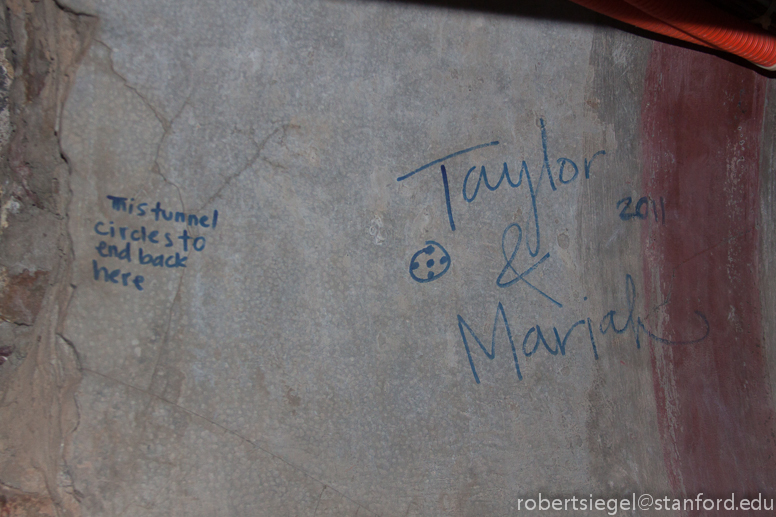 This tunnel
circles to
end back
here
Taylor
2011
&
Mariah
robertsiegel@stanford.edu